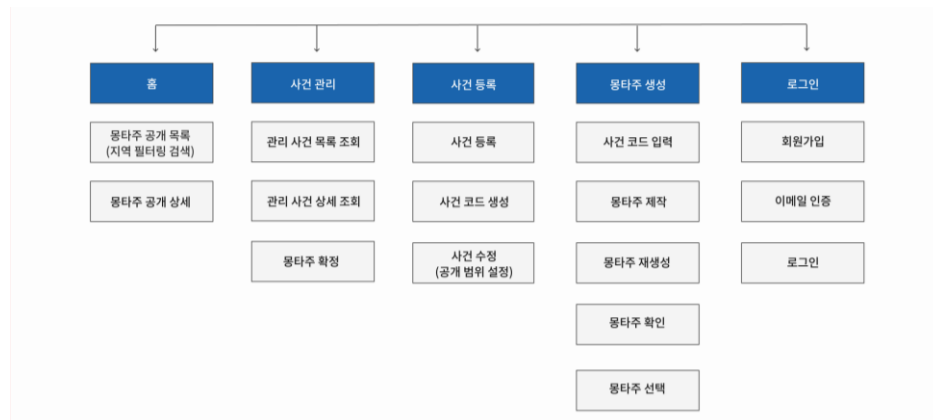 홈
사건 관리
사건 등록
몽타주 생성
로그인
몽타주 공개 목록
(지역 필터링 검색)
관리 사건 목록 조회
사건 등록
사건 코드 입력
회원가입
몽타주 공개 상세
관리 사건 상세 조회
사건 코드 생성
몽타주 제작
이메일 인증
몽타주 확정
사건 수정
(공개 범위 설정)
몽타주 재생성
로그인
몽타주 확인
몽타주 선택